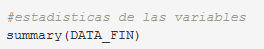 #estadisticas de las variables
summary(DATA_FIN)